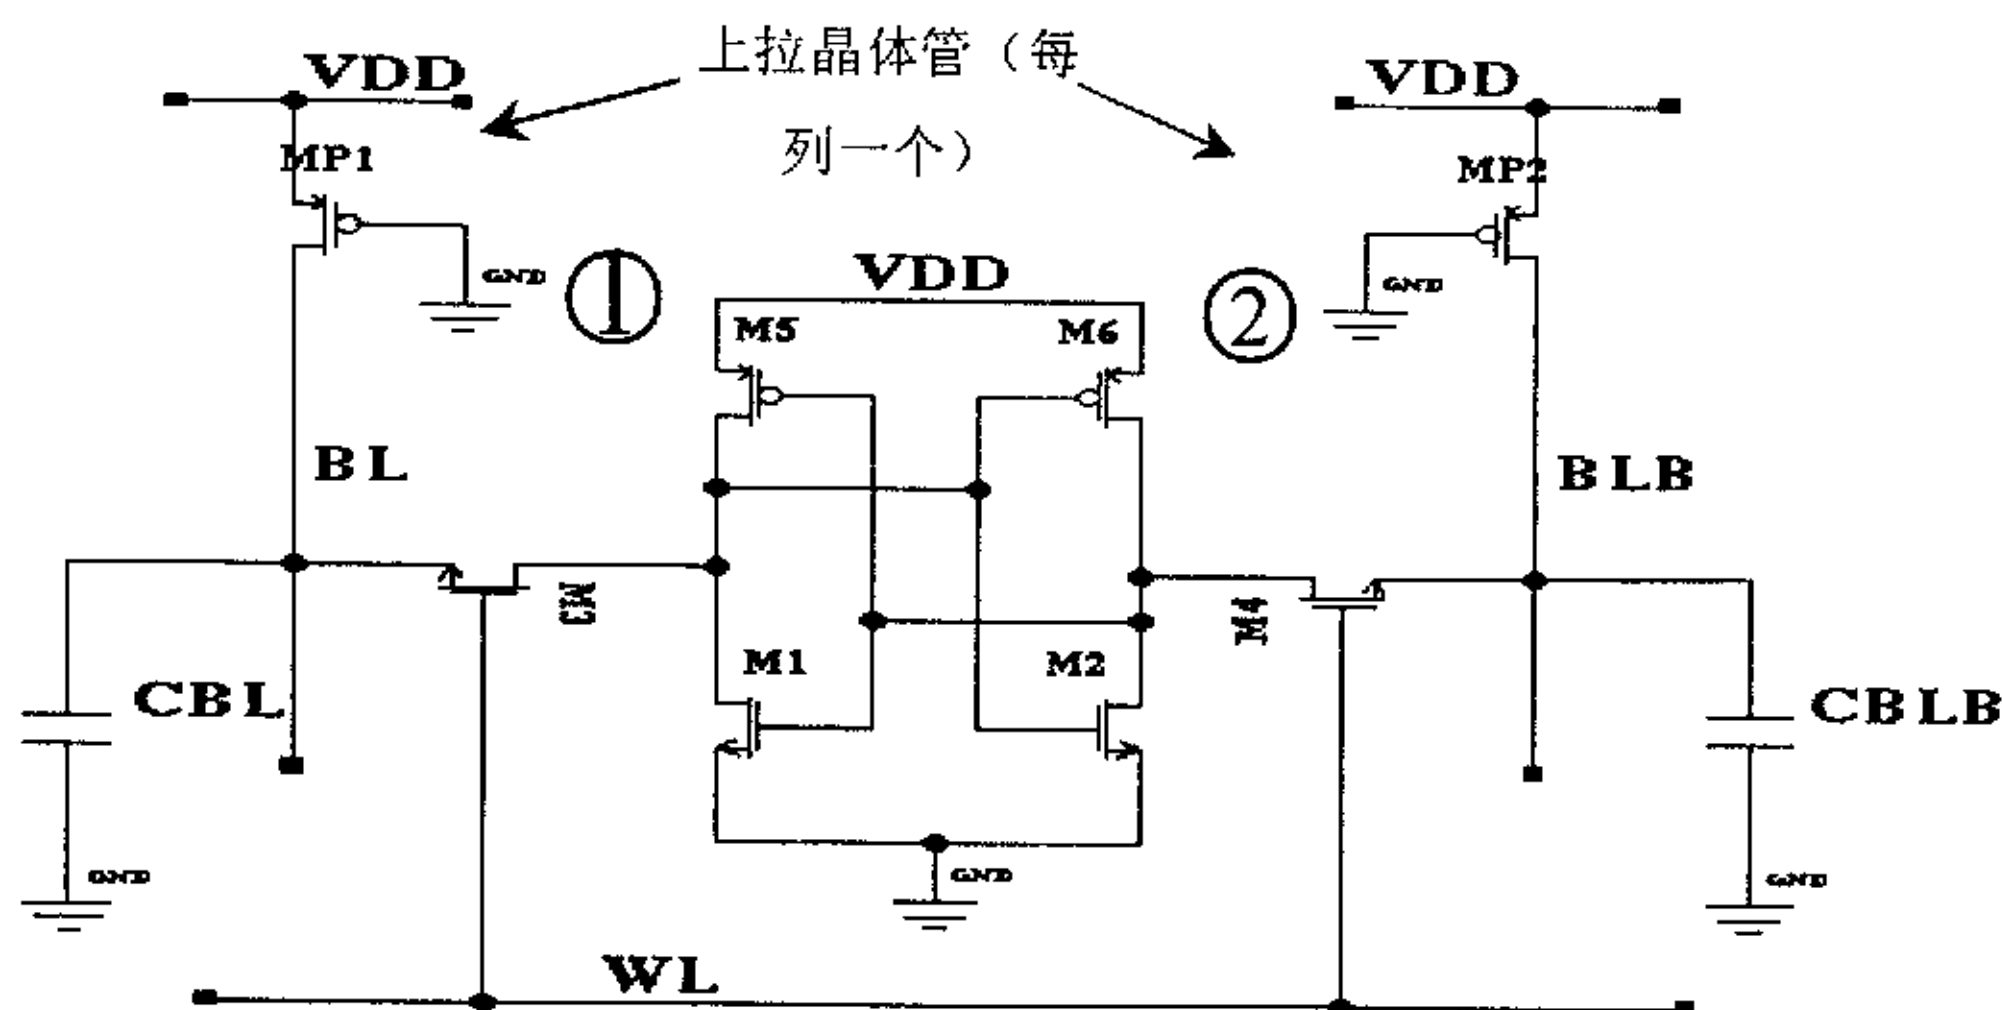 上拉晶体管（每
列一个）
VDD
VDD
MP1
MP2
GND
①
VDD
②
GND
M5
M6
BL
BLB
M3
M4
M1
M2
CBL
CBLB
GND
GND
GND
WL